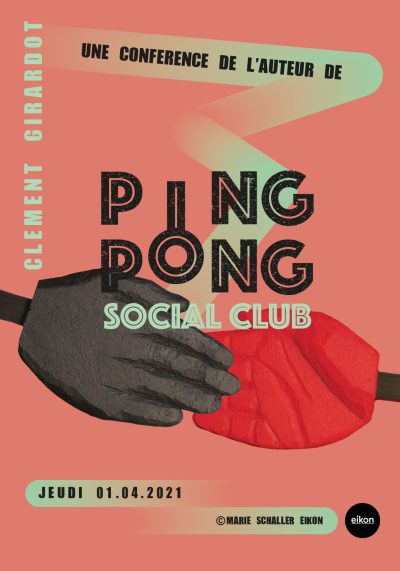 UNE CONFERENCE DE L'AUTEUR DE
CLEMENT GIRARDOT
PING
PONG
SOCIAL CLUB
JEUDI 01.04.2021
©MARIE SCHALLER EIKON
eikon